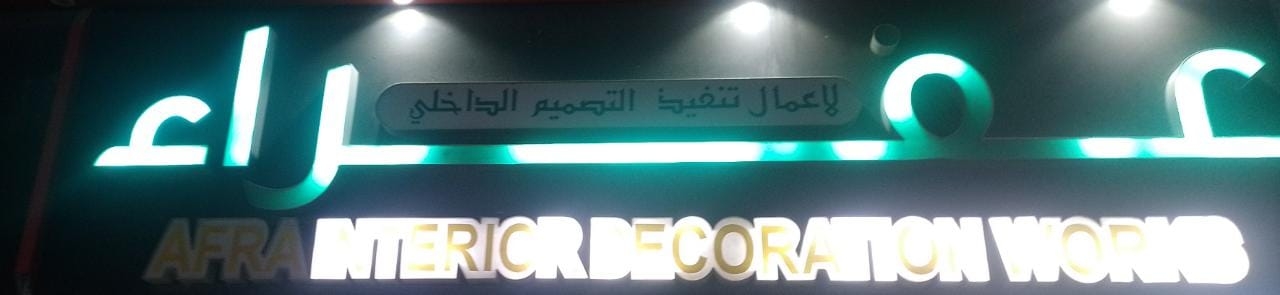 عفراء
لاعمال تنفيذ التصميم الداخلي
AFRA INTERIOR DECORATION WORKS